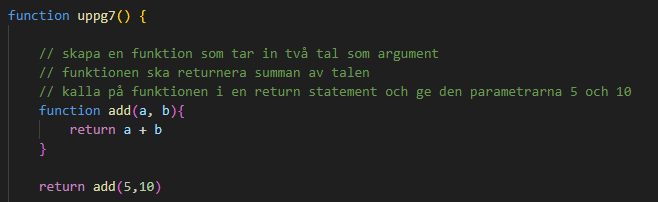 function uppg7() {
// skapa en funktion som tar in två tal som argument
// funktionen ska returnera summan av talen
// kalla på funktionen i en return statement och ge den parametrarna 5 och 10
function add(a, b){
return a + b
}
return add(5,10)